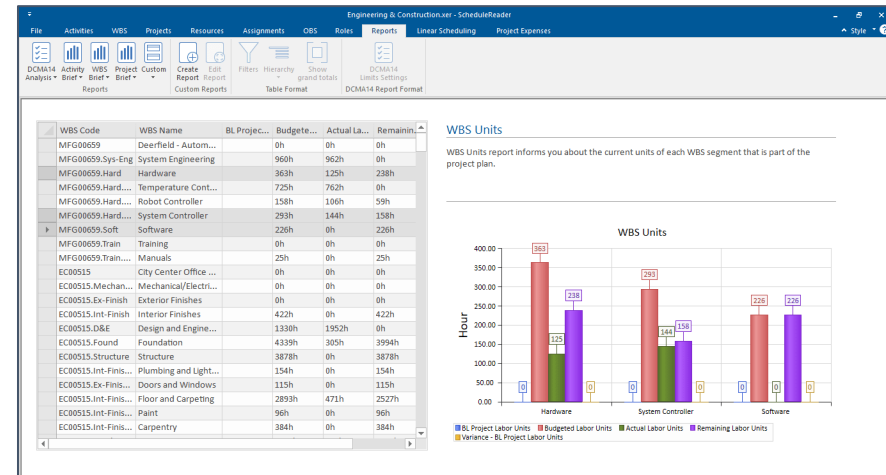 Engineering & Construction.xer - ScheduleReader
File Activities WBS Projects Resources Assignments OBS Roles Reports Linear Scheduling Project Expenses Style
DCMA14 Analysis Activity Brief WBS Brief Project Brief Custom Create Report Edit Report Filters Hierarchy Show grand totals DCMA14 Limits Settings
Reports Custom Reports Table Format DCMA14 Report Format
WBS Code WBS Name BL Projec... Budgete... Actual La... Remainin...
MFG00659 Deerfield - Autom... 0h 0h 0h
MFG00659.Sys-Eng System Engineering 960h 962h 0h
MFG00659.Hard Hardware 363h 125h 238h
MFG00659.Hard.... Temperature Cont... 725h 762h 0h
MFG00659.Hard.... Robot Controller 158h 106h 59h
MFG00659.Hard.... System Controller 293h 144h 158h
MFG00659.Soft Software 226h 0h 226h
MFG00659.Train Training 0h 0h 0h
MFG00659.Train.... Manuals 25h 0h 25h
EC00515 City Center Office ... 0h 0h 0h
EC00515.Mechan... Mechanical/Electri... 0h 0h 0h
EC00515.Ex-Finish Exterior Finishes 0h 0h 0h
EC00515.Int-Finish Interior Finishes 422h 0h 422h
EC00515.D&E Design and Engine... 1330h 1952h 0h
EC00515.Found Foundation 4339h 305h 3994h
EC00515.Structure Structure 3878h 0h 3878h
EC00515.Int-Finis... Plumbing and Light... 154h 0h 154h
EC00515.Ex-Finis... Doors and Windows 115h 0h 115h
EC00515.Int-Finis... Floor and Carpeting 2893h 471h 2527h
EC00515.Int-Finis... Paint 96h 0h 96h
EC00515.Int-Finis... Carpentry 384h 0h 384h
WBS Units
WBS Units report informs you about the current units of each WBS segment that is part of the
project plan.
WBS Units
Hour
400.00
350.00
300.00
250.00
200.00
150.00
100.00
50.00
0.00
0 363 125 238 0
0 293 144 158 0
0 226 0 226 0
Hardware System Controller Software
BL Project Labor Units Budgeted Labor Units Actual Labor Units Remaining Labor Units
Variance - BL Project Labor Units